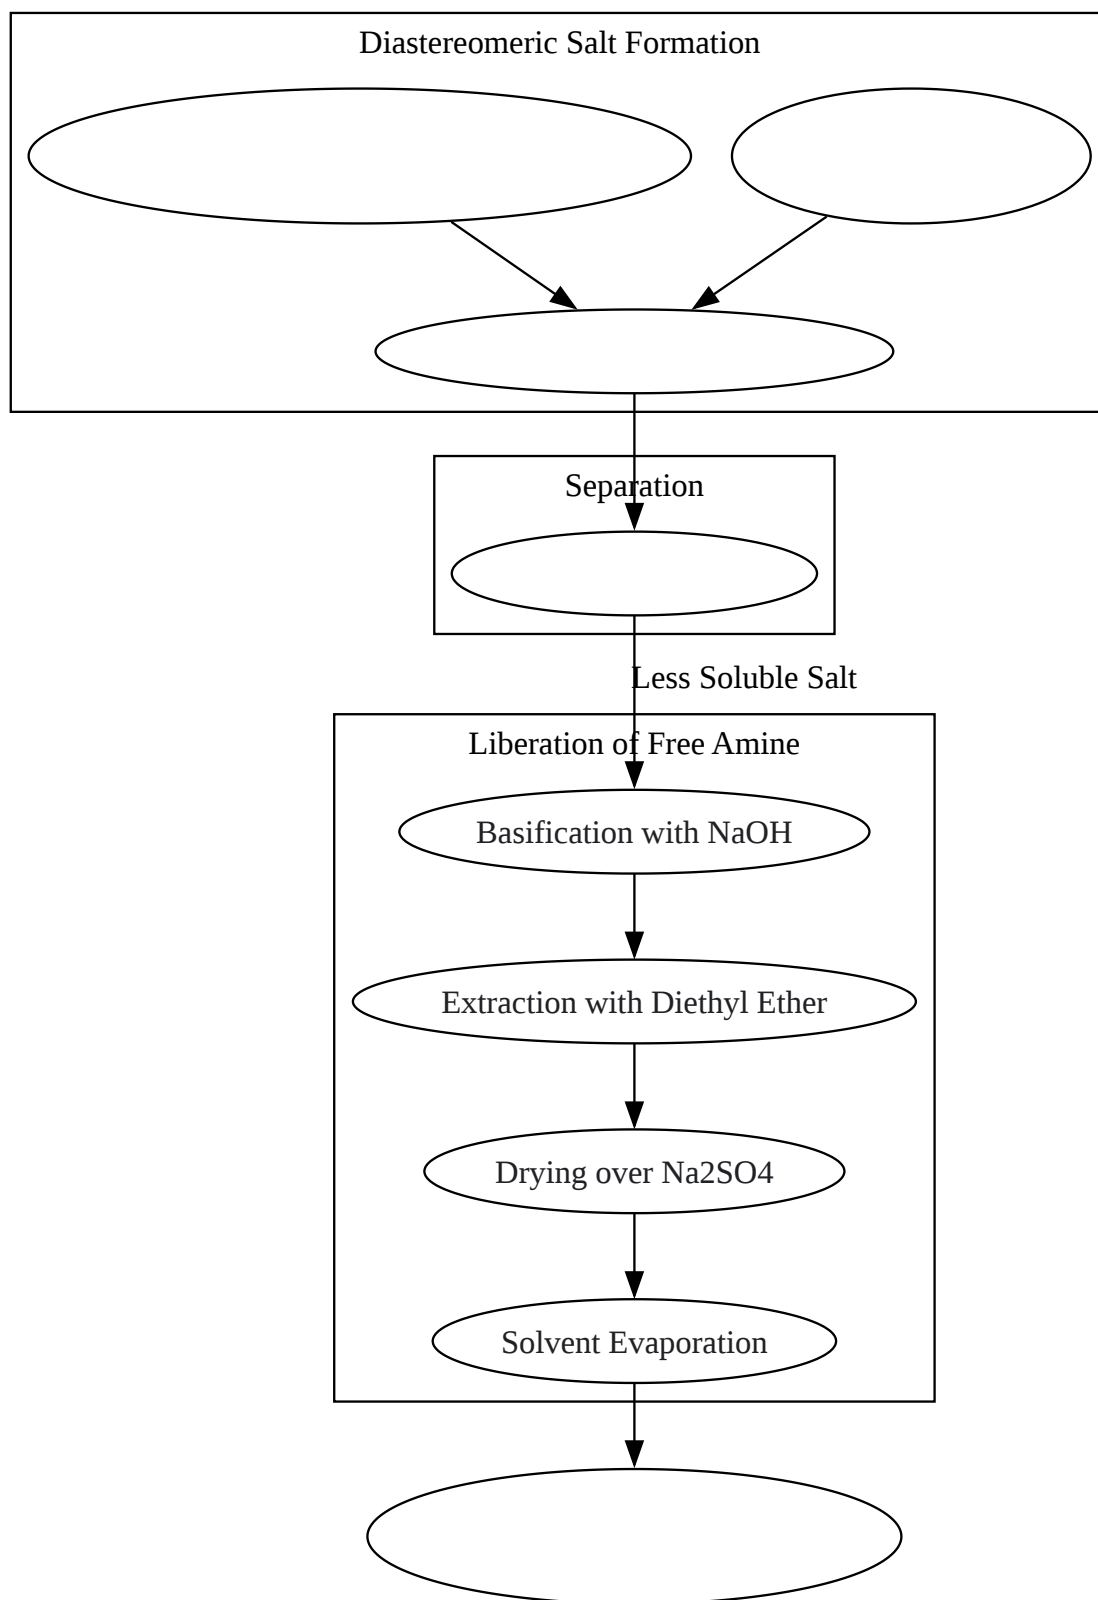 Diastereomeric Salt Formation
Separation
Less Soluble Salt
Liberation of Free Amine
Basification with NaOH
Extraction with Diethyl Ether
Drying over Na2SO4
Solvent Evaporation